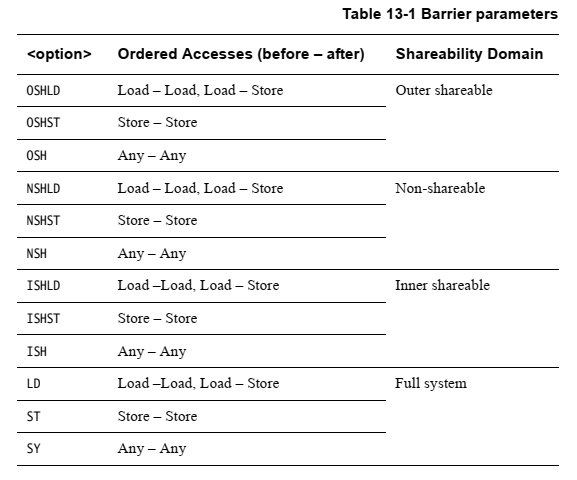 Table 13-1 Barrier parameters
<option> Ordered Accesses (before – after) Shareability Domain
OSHLD Load – Load, Load – Store Outer shareable
OSHST Store – Store
OSH Any – Any
NSHLD Load – Load, Load – Store Non-shareable
NSHST Store – Store
NSH Any – Any
ISHLD Load –Load, Load – Store Inner shareable
ISHST Store – Store
ISH Any – Any
LD Load –Load, Load – Store Full system
ST Store – Store
SY Any – Any